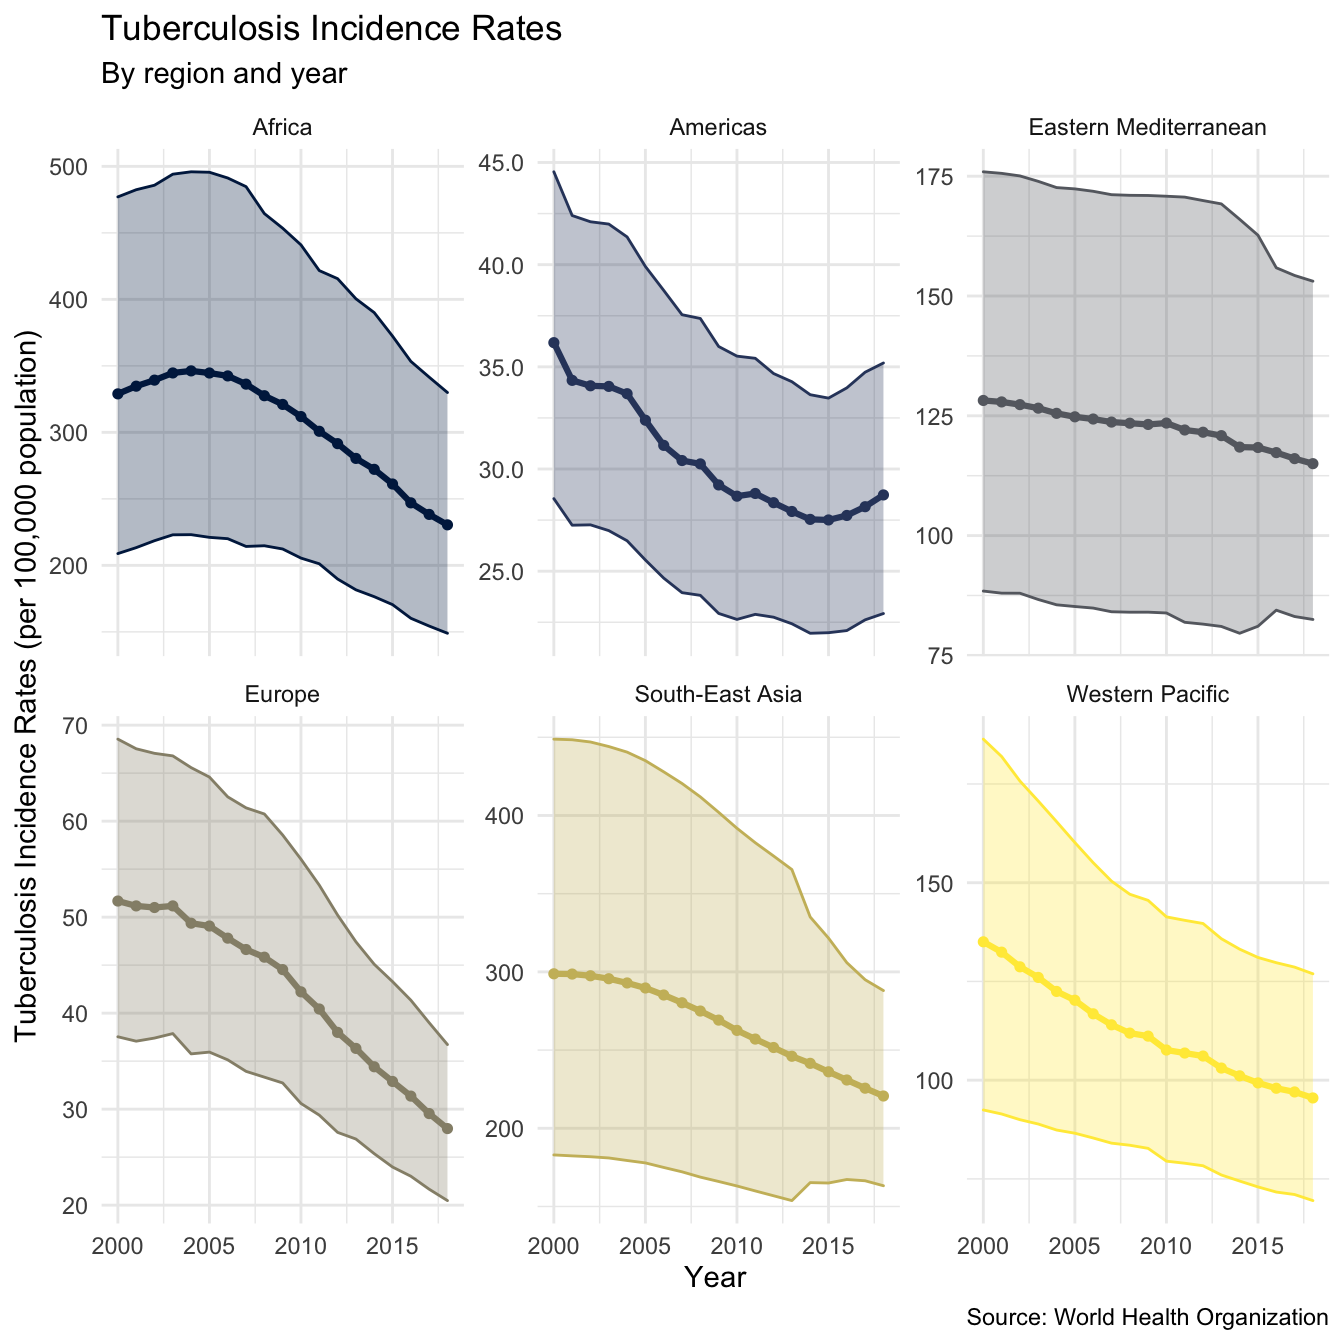 Tuberculosis Incidence Rates
By region and year
Tuberculosis Incidence Rates (per 100,000 population)
Africa
500
400
300
200
Americas
45.0
40.0
35.0
30.0
25.0
Eastern Mediterranean
175
150
125
100
75
Europe
70
60
50
40
30
20
2000 2005 2010 2015
South-East Asia
400
300
200
2000 2005 2010 2015
Western Pacific
150
100
2000 2005 2010 2015
Year
Source: World Health Organization